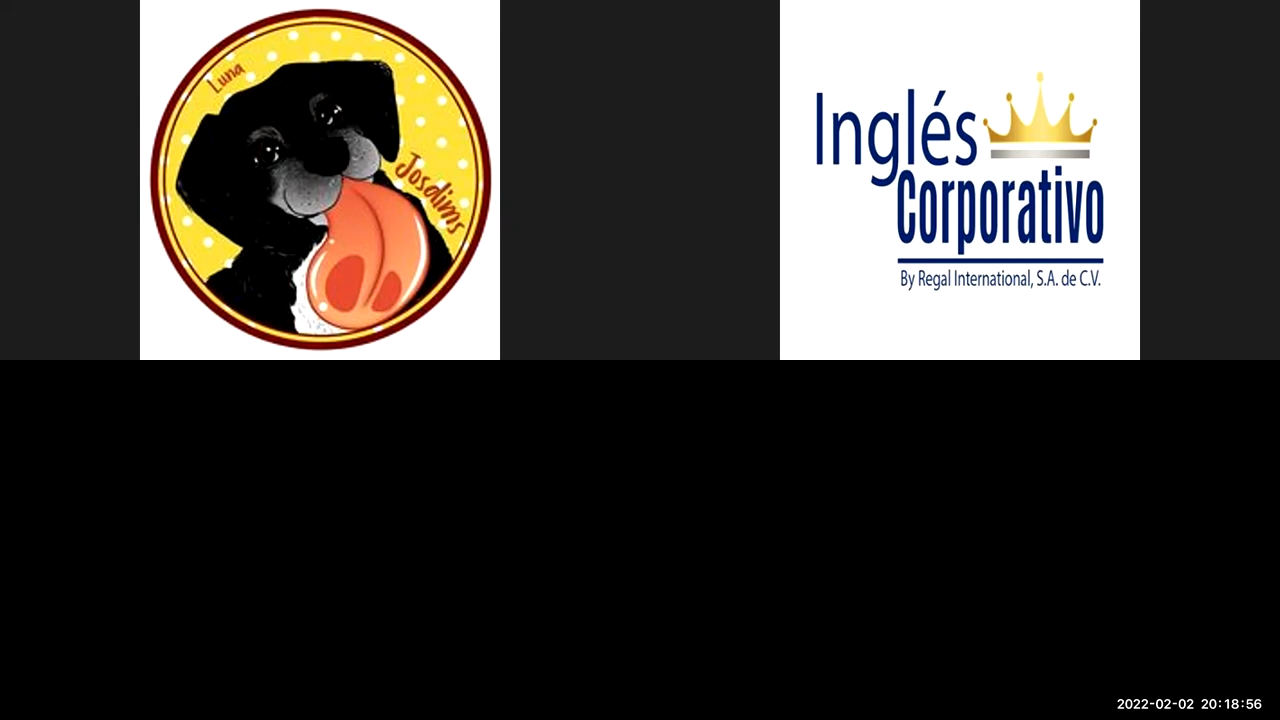 Luna
Josdims
Inglés
Corporativo
By Regal International, S.A. de C.V.
2022-02-02 20:18:56